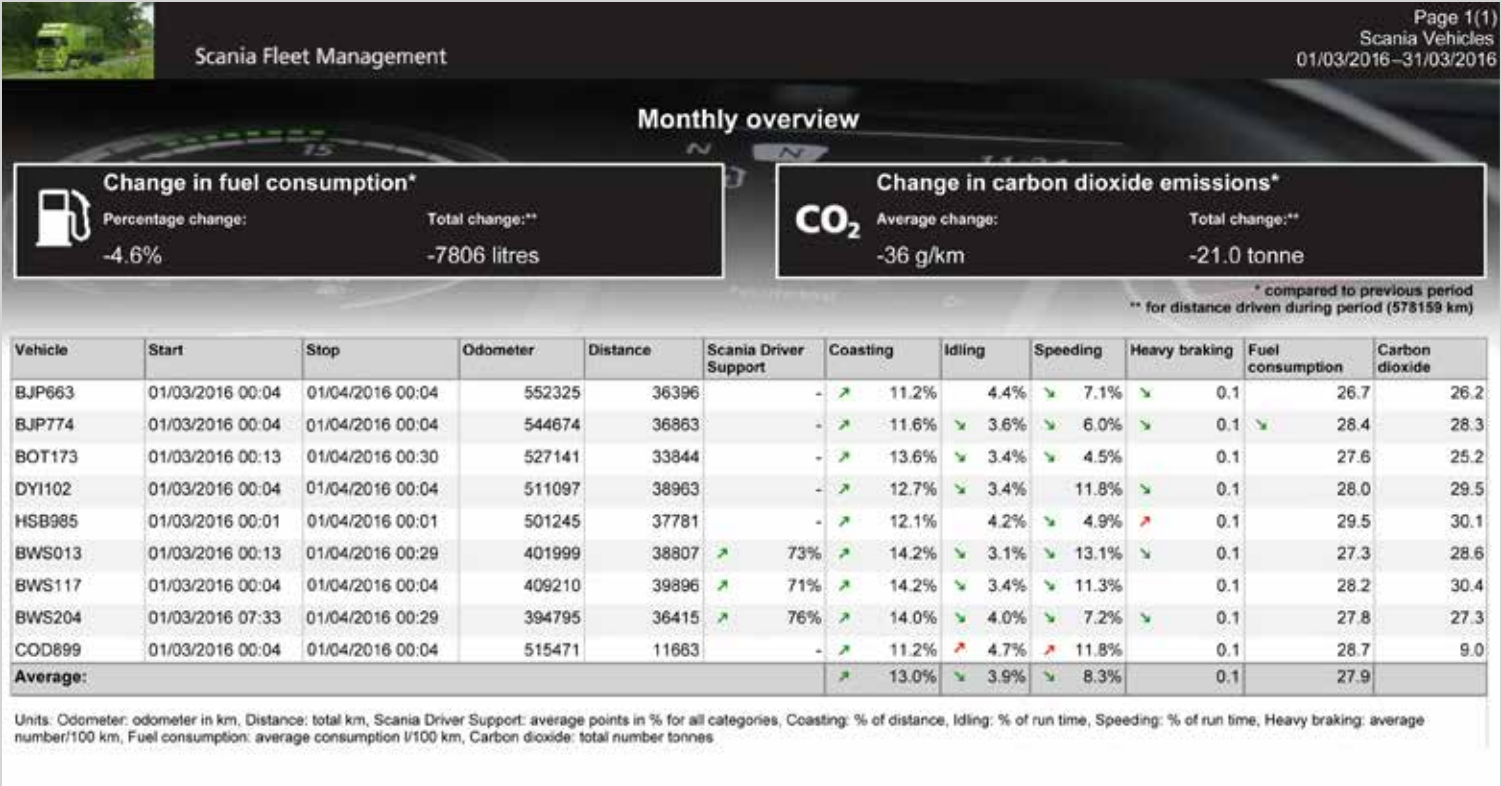 Page 1(1)
Scania Vehicles
Scania Fleet Management
01/03/2016–31/03/2016
Monthly overview
15
N
N
Change in fuel consumption*
Percentage change: Total change:**
-4.6% -7806 litres
CO2
Change in carbon dioxide emissions*
Average change: Total change:**
-36 g/km -21.0 tonne
* compared to previous period
** for distance driven during period (578159 km)
Vehicle Start Stop Odometer Distance Scania Driver Support Coasting Idling Speeding Heavy braking Fuel consumption Carbon dioxide
BJP663 01/03/2016 00:04 01/04/2016 00:04 552325 36396 - 11.2% 4.4% 7.1% 0.1 26.7 26.2
BJP774 01/03/2016 00:04 01/04/2016 00:04 544674 36863 - 11.6% 3.6% 6.0% 0.1 28.4 28.3
BOT173 01/03/2016 00:13 01/04/2016 00:30 527141 33844 - 13.6% 3.4% 4.5% 0.1 27.6 25.2
DYI102 01/03/2016 00:04 01/04/2016 00:04 511097 38963 - 12.7% 3.4% 11.8% 0.1 28.0 29.5
HSB985 01/03/2016 00:01 01/04/2016 00:01 501245 37781 - 12.1% 4.2% 4.9% 0.1 29.5 30.1
BWS013 01/03/2016 00:13 01/04/2016 00:29 401999 38807 73% 14.2% 3.1% 13.1% 0.1 27.3 28.6
BWS117 01/03/2016 00:04 01/04/2016 00:04 409210 39896 71% 14.2% 3.4% 11.3% 0.1 28.2 30.4
BWS204 01/03/2016 07:33 01/04/2016 00:29 394795 36415 76% 14.0% 4.0% 7.2% 0.1 27.8 27.3
COD899 01/03/2016 00:04 01/04/2016 00:04 515471 11663 - 11.2% 4.7% 11.8% 0.1 28.7 9.0
Average: 13.0% 3.9% 8.3% 0.1 27.9
Units: Odometer: odometer in km, Distance: total km, Scania Driver Support: average points in % for all categories, Coasting: % of distance, Idling: % of run time, Speeding: % of run time, Heavy braking: average
number/100 km, Fuel consumption: average consumption l/100 km, Carbon dioxide: total number tonnes